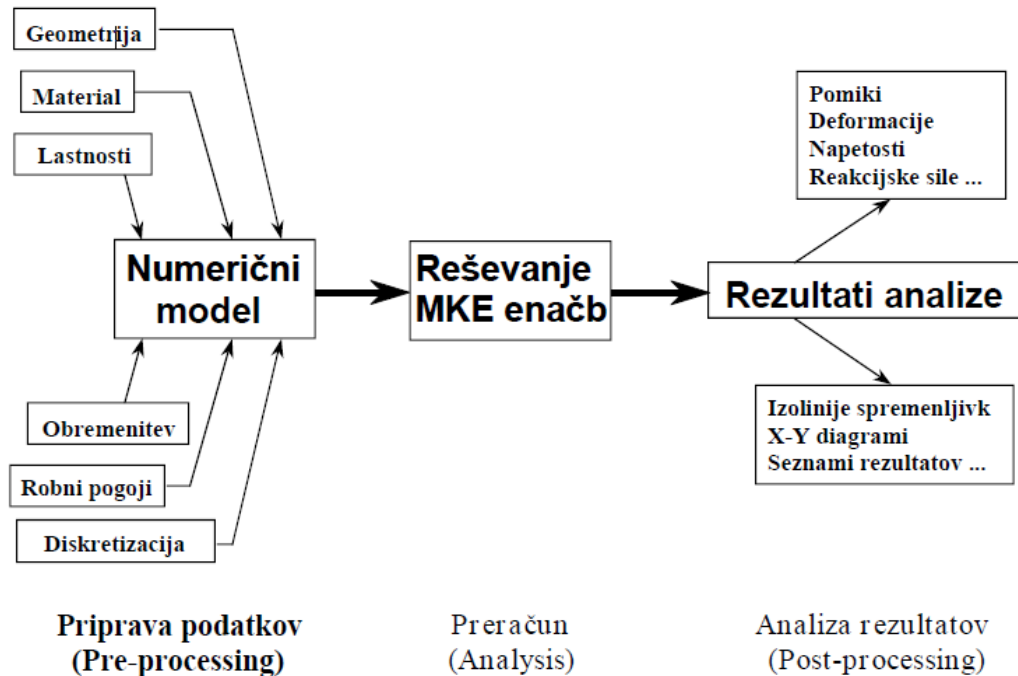 Geometrija
Material
Lastnosti
Numerični
model
Obremenitev
Robni pogoji
Diskretizacija
Reševanje
MKE enačb
Pomiki
Deformacije
Napetosti
Reakcijske sile ...
Rezultati analize
Izolinije spremenljivk
X-Y diagrami
Seznami rezultatov ...
Priprava podatkov
(Pre-processing)
Preračun
(Analysis)
Analiza rezultatov
(Post-processing)